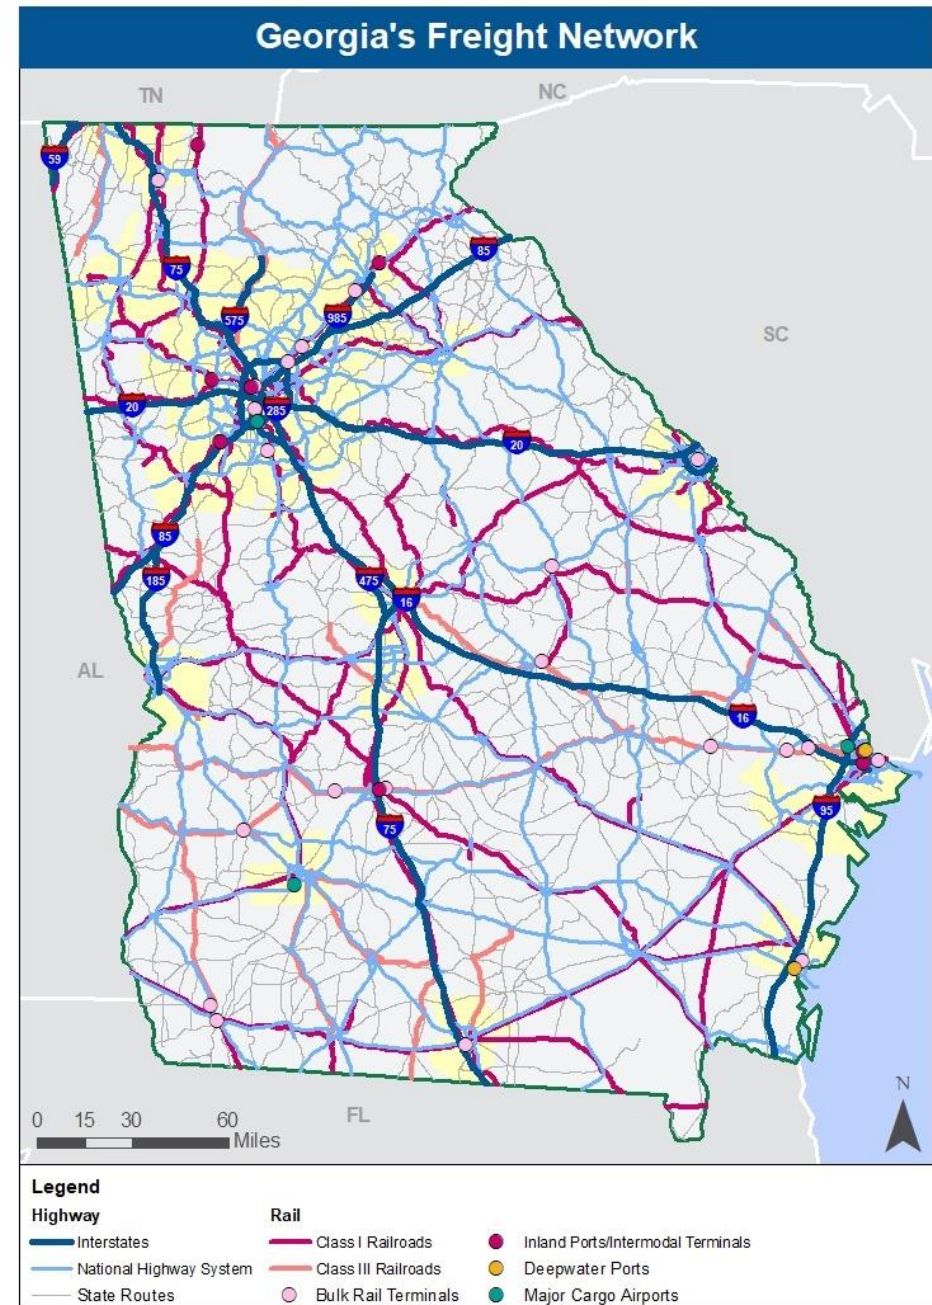 Georgia's Freight Network
TN
NC
59
85
75
575
985
SC
20
285
20
85
185
475
16
AL
16
95
75
N
0 15 30 60
Miles
FL
Legend
Highway
Rail
Interstates
Class I Railroads
Inland Ports/Intermodal Terminals
National Highway System
Class III Railroads
Deepwater Ports
State Routes
Bulk Rail Terminals
Major Cargo Airports